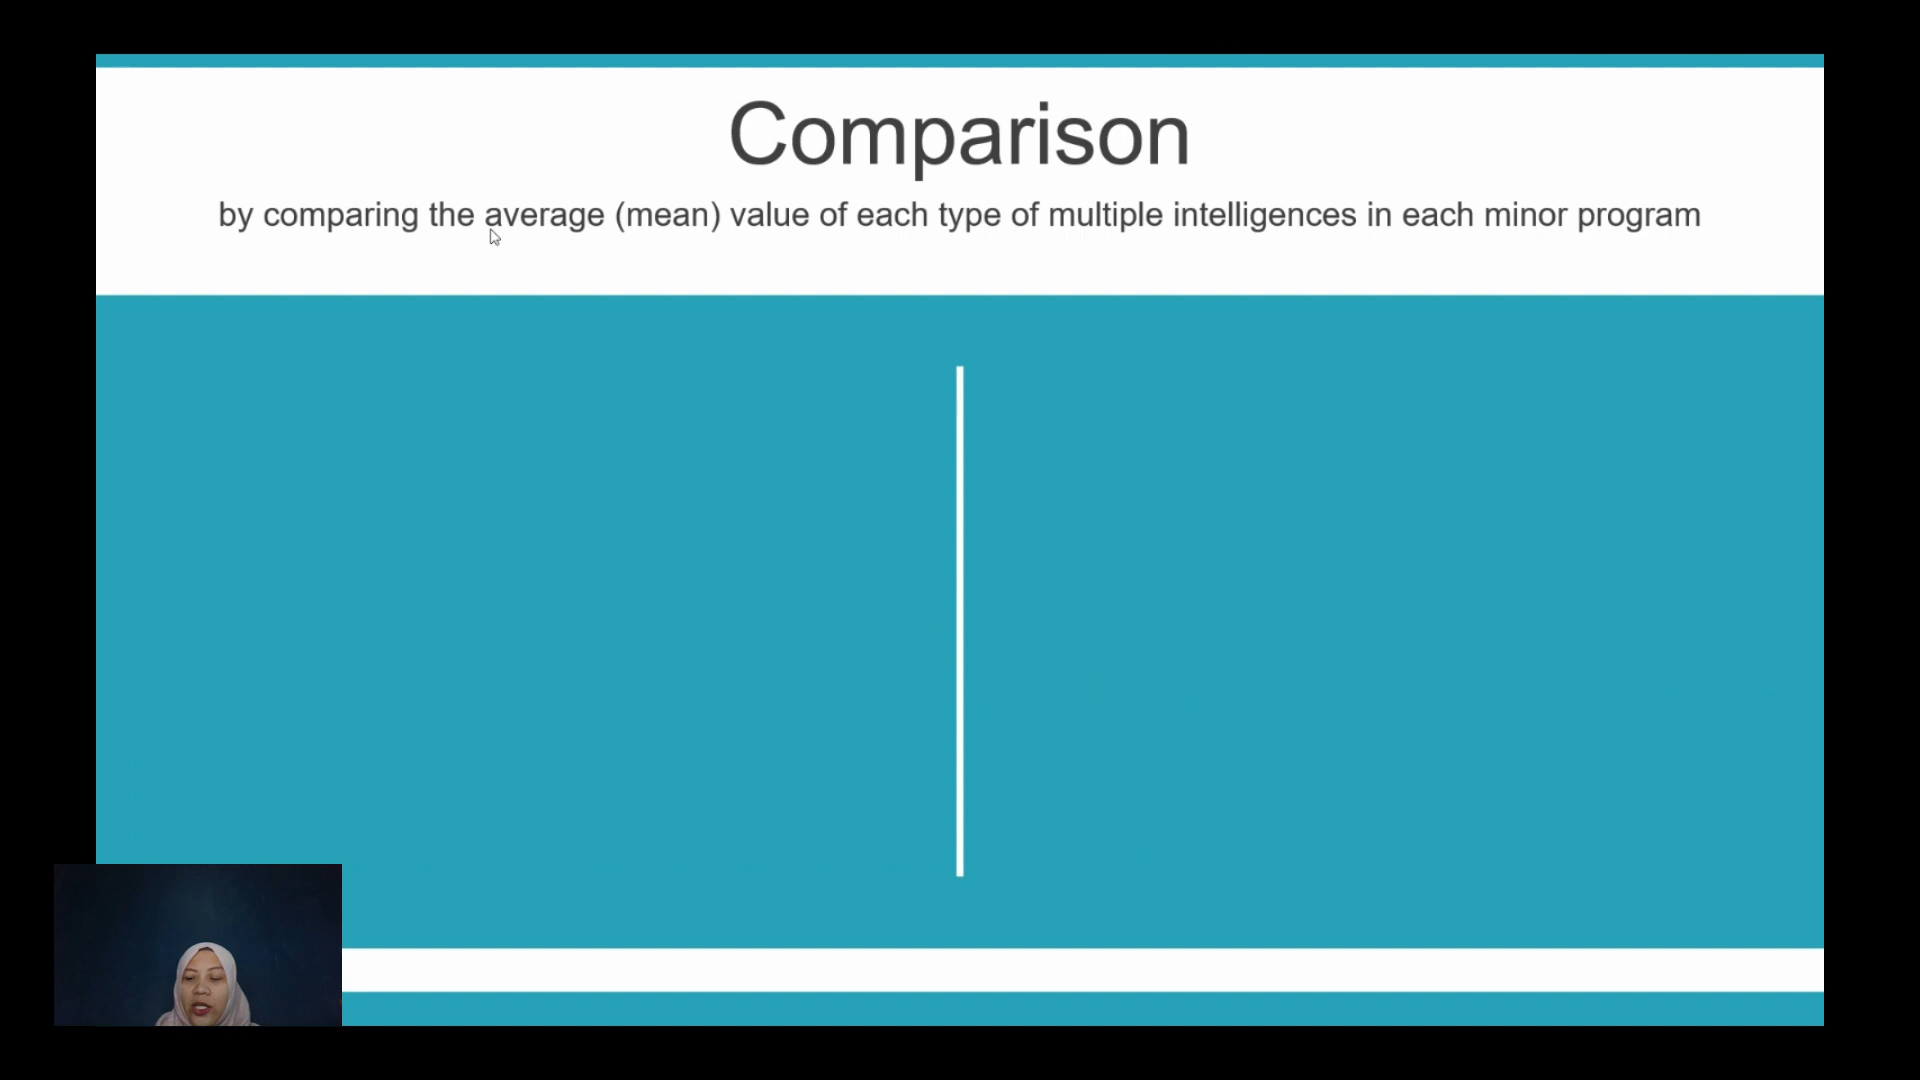 Comparison
by comparing the average (mean) value of each type of multiple intelligences in each minor program